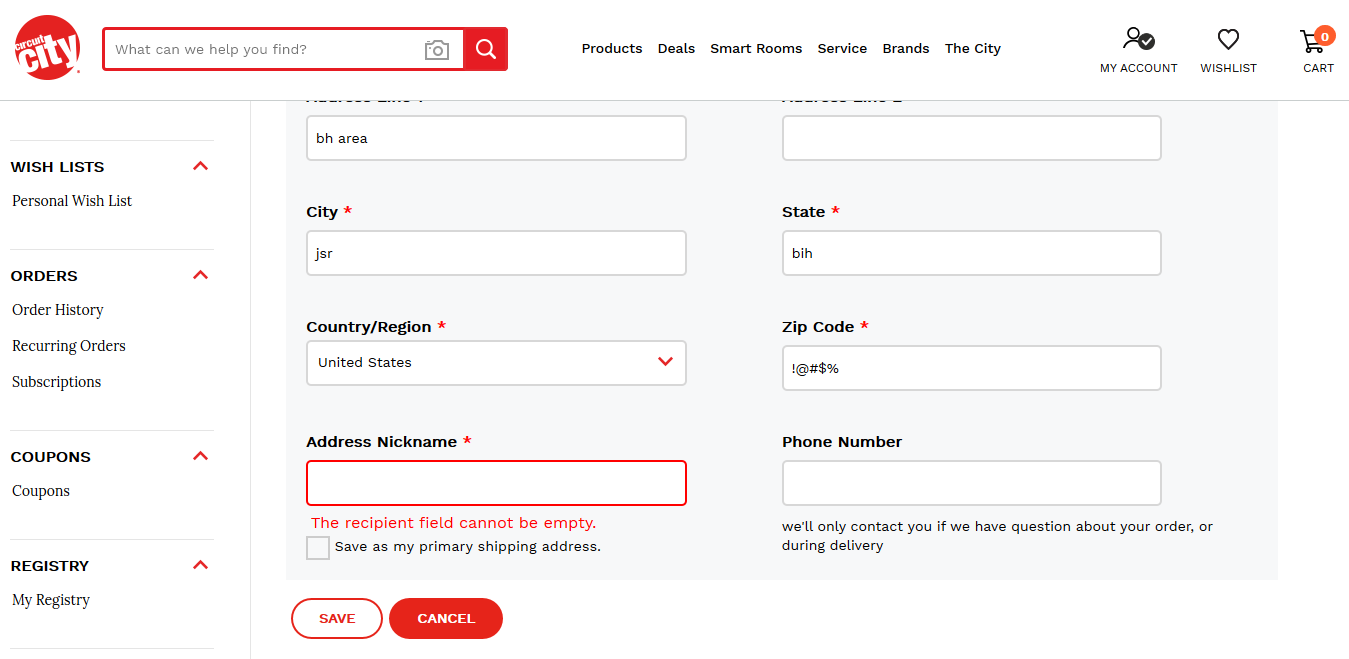 circuit city
What can we help you find?
Products Deals Smart Rooms Service Brands The City
MY ACCOUNT WISHLIST 0 CART
WISH LISTS
Personal Wish List
ORDERS
Order History
Recurring Orders
Subscriptions
COUPONS
Coupons
REGISTRY
My Registry
bh area
City * State *
jsr bih
Country/Region * Zip Code *
United States !@#$%
Address Nickname * Phone Number
The recipient field cannot be empty.
Save as my primary shipping address.
we'll only contact you if we have question about your order, or
during delivery
SAVE CANCEL